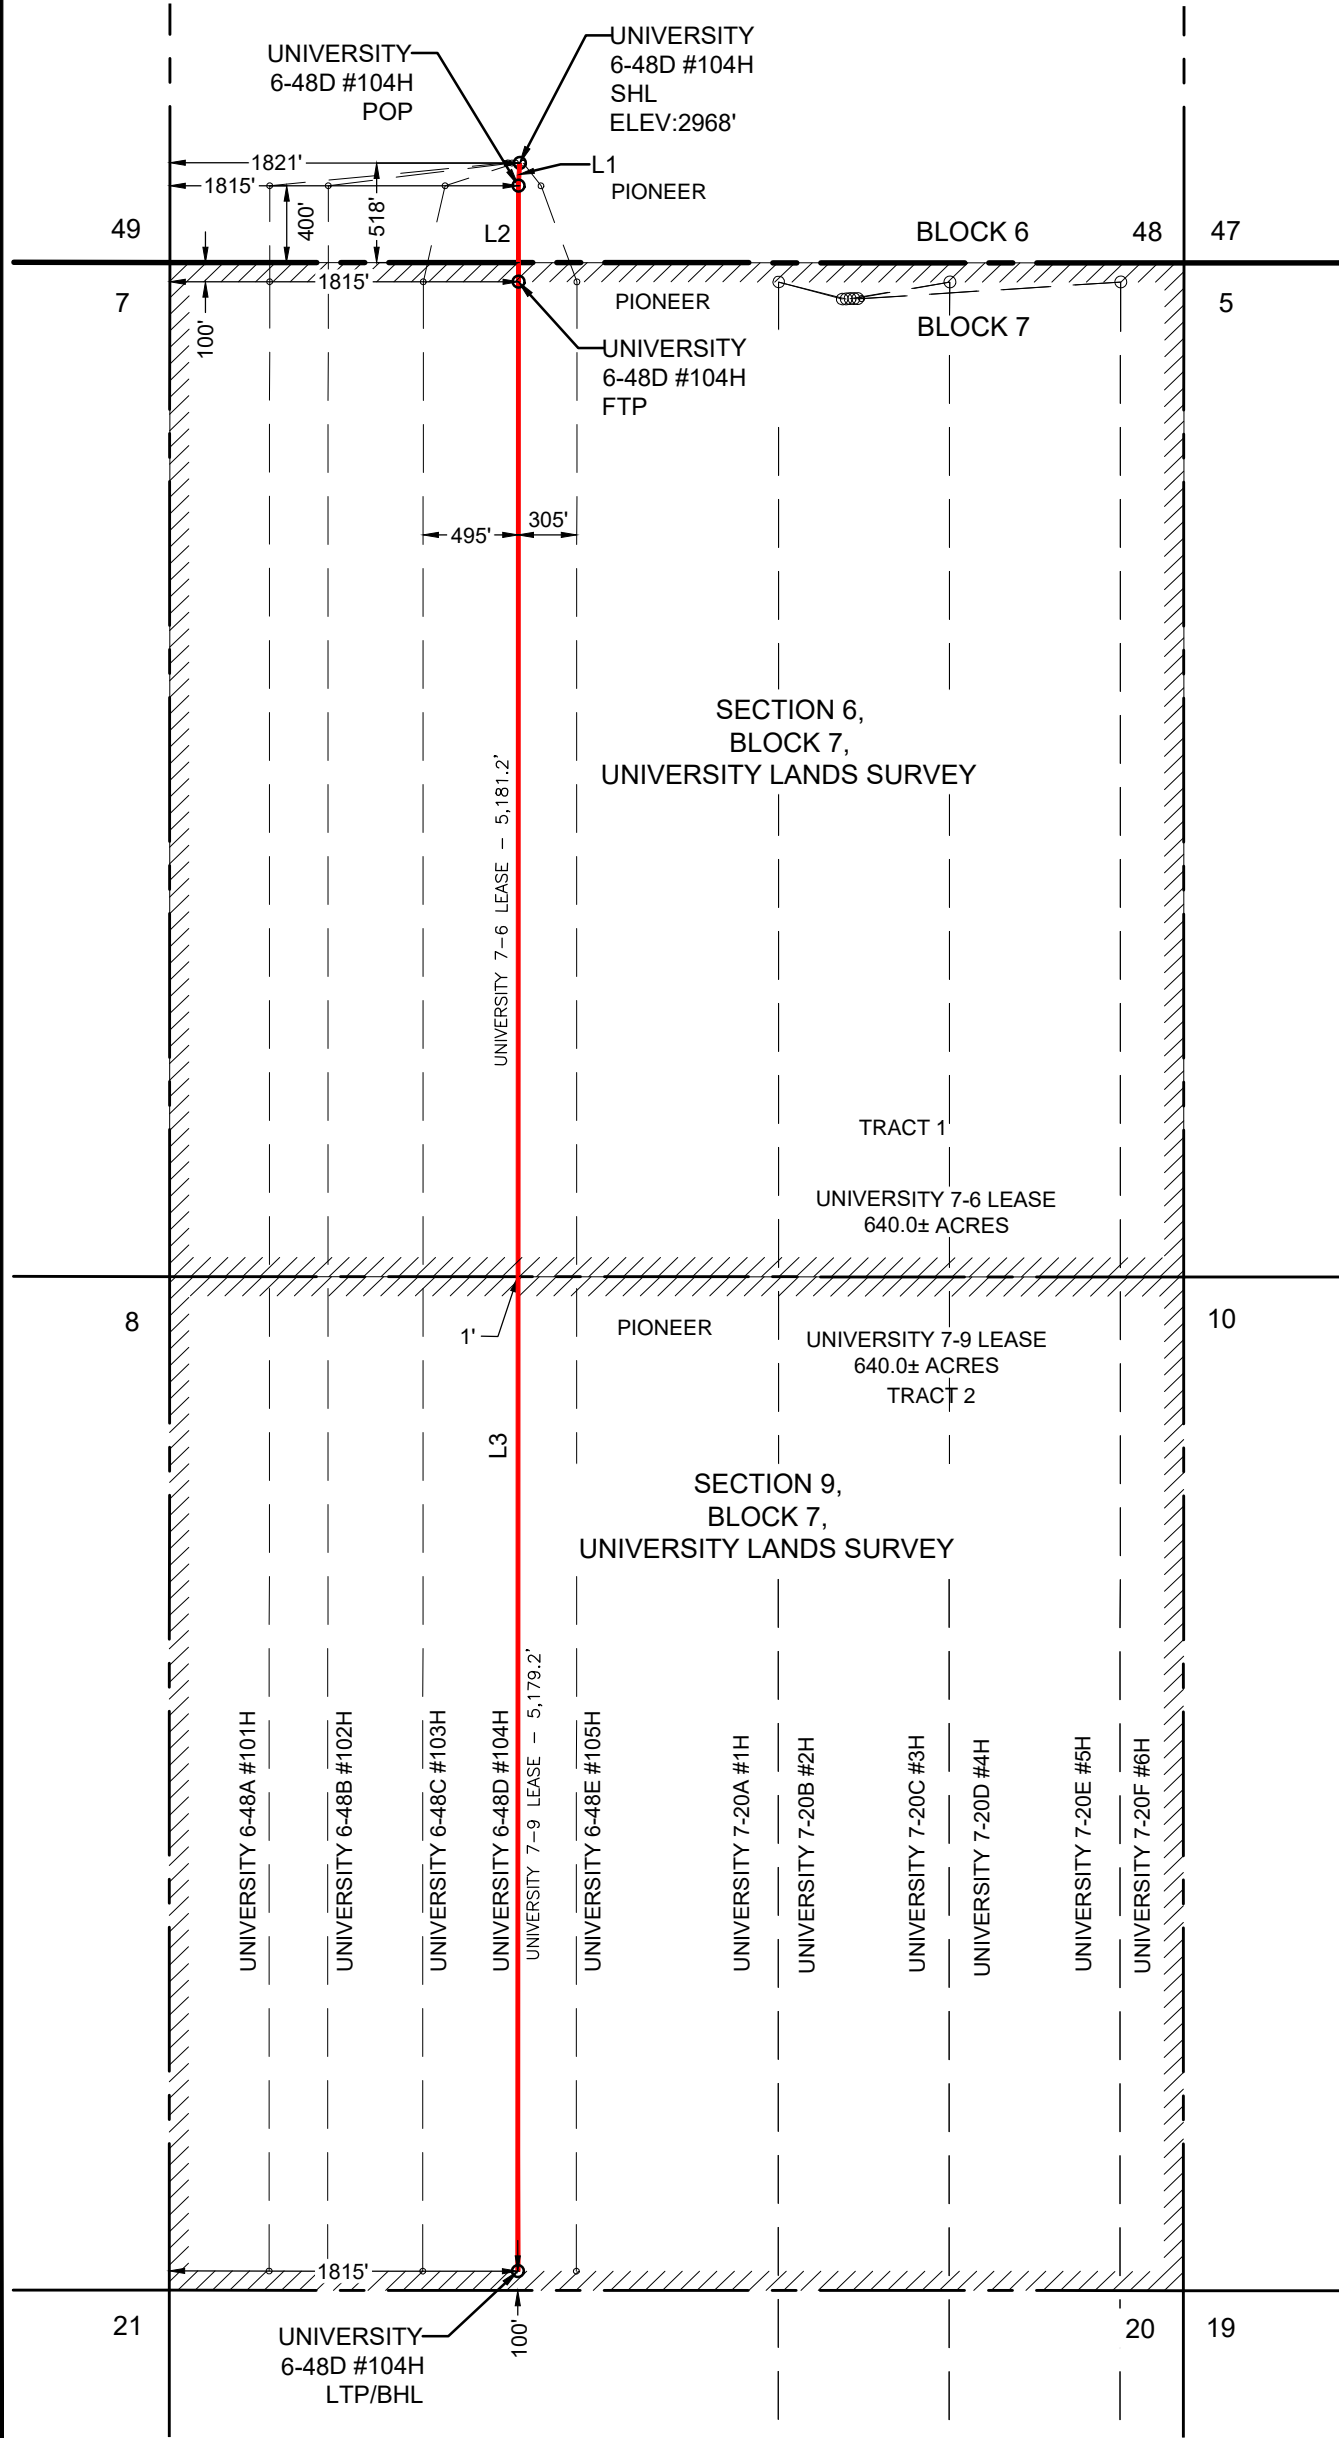 UNIVERSITY
6-48D #104H
POP
UNIVERSITY
6-48D #104H
SHL
ELEV:2968'
1821'
L1
1815'
PIONEER
400'
518'
49
L2
BLOCK 6
48
47
1815'
7
PIONEER
5
BLOCK 7
100'
UNIVERSITY
6-48D #104H
FTP
495'
305'
SECTION 6,
BLOCK 7,
UNIVERSITY LANDS SURVEY
UNIVERSITY 7-6 LEASE - 5,181.2'
TRACT 1
UNIVERSITY 7-6 LEASE
640.0± ACRES
8
1'
PIONEER
10
UNIVERSITY 7-9 LEASE
640.0± ACRES
TRACT 2
L3
SECTION 9,
BLOCK 7,
UNIVERSITY LANDS SURVEY
UNIVERSITY 6-48A #101H
UNIVERSITY 6-48B #102H
UNIVERSITY 6-48C #103H
UNIVERSITY 6-48D #104H
UNIVERSITY 7-9 LEASE - 5,179.2'
UNIVERSITY 6-48E #105H
UNIVERSITY 7-20A #1H
UNIVERSITY 7-20B #2H
UNIVERSITY 7-20C #3H
UNIVERSITY 7-20D #4H
UNIVERSITY 7-20E #5H
UNIVERSITY 7-20F #6H
1815'
21
100'
20
19
UNIVERSITY
6-48D #104H
LTP/BHL